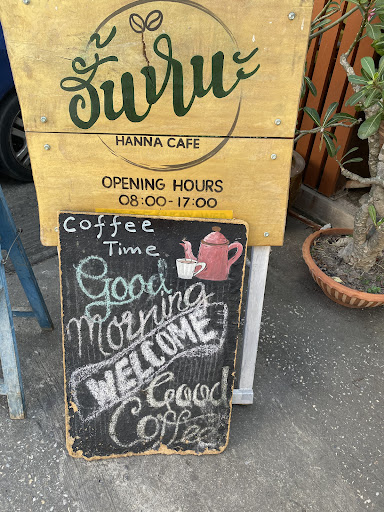 ฮั้นหนะ
HANNA CAFE
OPENING HOURS
08:00-17:00
Coffee
Time
Good
Morning
WELCOME
Good
Coffee